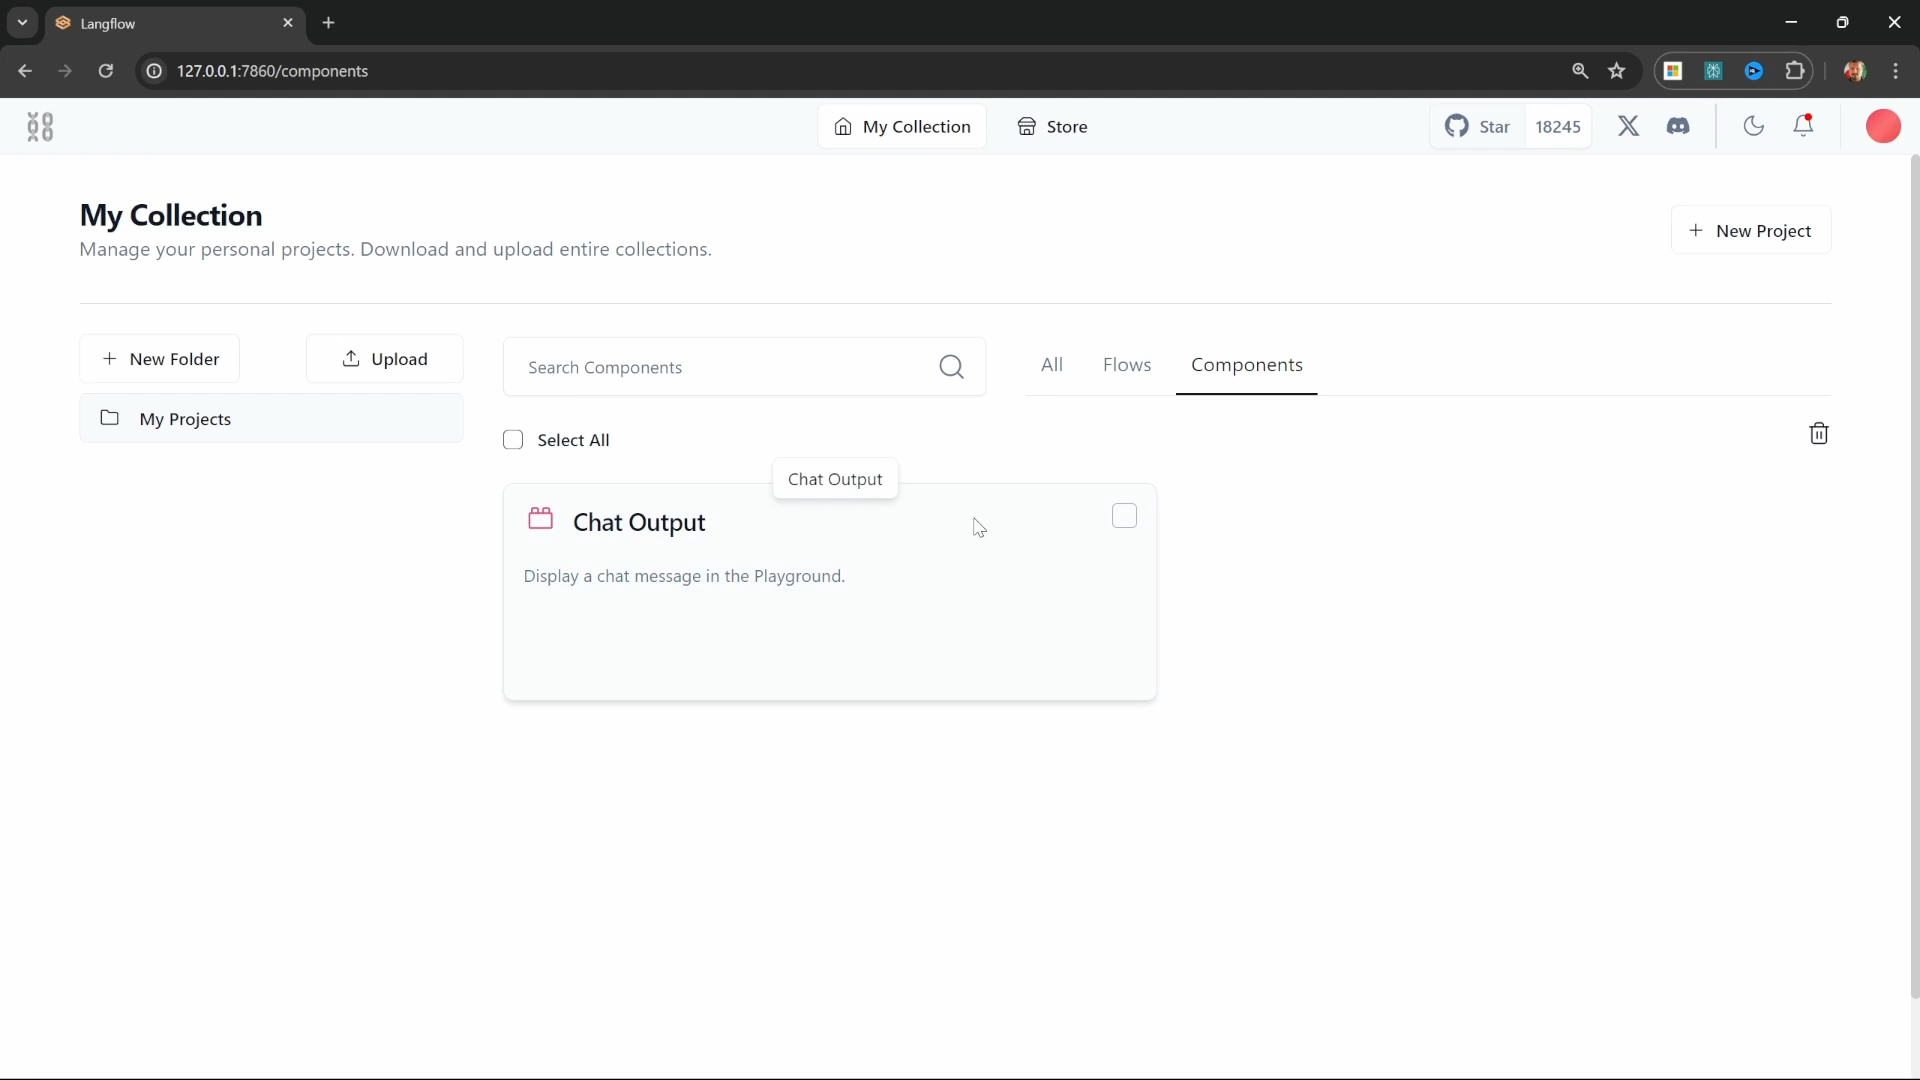 Langflow
127.0.0.1:7860/components
My Collection
Store
Star 18245
My Collection
Manage your personal projects. Download and upload entire collections.
New Project
New Folder
Upload
My Projects
Search Components
All
Flows
Components
Select All
Chat Output
Chat Output
Display a chat message in the Playground.